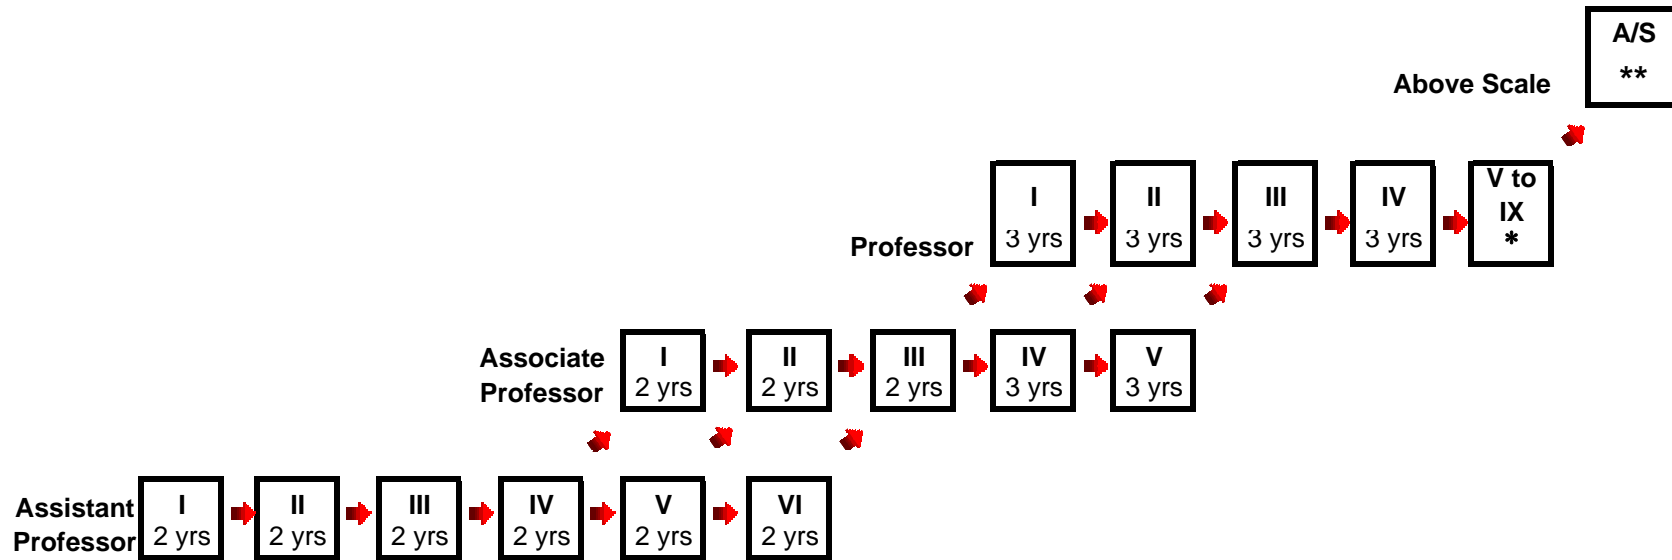 A/S
**
Above Scale
I
3 yrs
II
3 yrs
III
3 yrs
IV
3 yrs
V to
IX
*
Professor
Associate
Professor
I
2 yrs
II
2 yrs
III
2 yrs
IV
3 yrs
V
3 yrs
Assistant
Professor
I
2 yrs
II
2 yrs
III
2 yrs
IV
2 yrs
V
2 yrs
VI
2 yrs